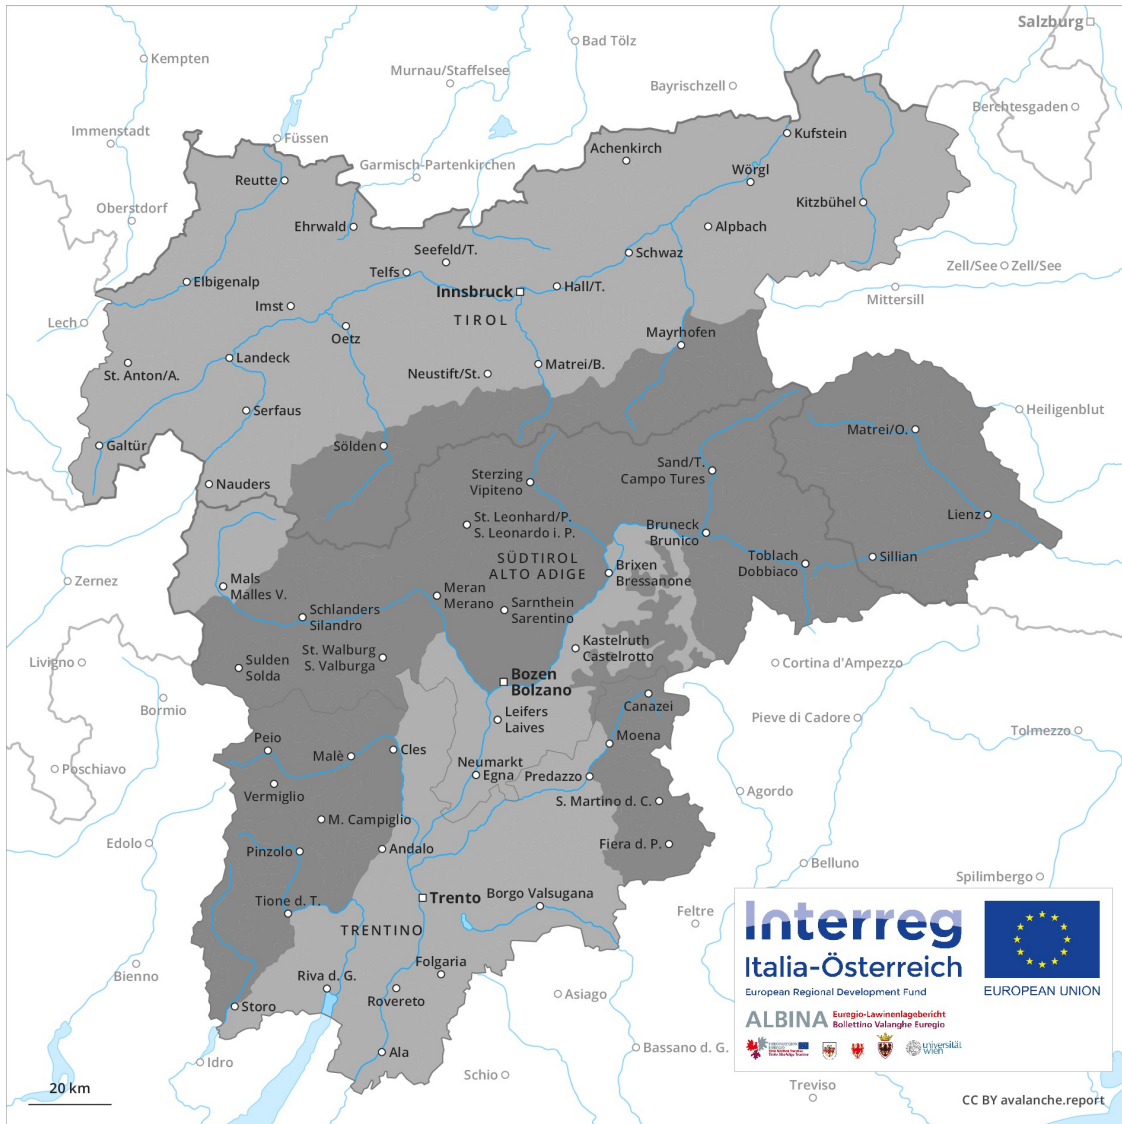 Salzburg
Bad Tölz
Kempten
Murnau/Staffelsee
Bayrischzell
Berchtesgaden
Immenstadt
Füssen
Kufstein
Achenkirch
Garmisch-Partenkirchen
Wörgl
Reutte
Oberstdorf
Kitzbühel
Ehrwald
Alpbach
Seefeld/T.
Schwaz
Telfs
Zell/See
Zell/See
Elbigenalp
Innsbruck
Hall/T.
Mittersill
Imst
TIROL
Lech
Oetz
Mayrhofen
Landeck
Matrei/B.
St. Anton/A.
Neustift/St.
Serfaus
Heiligenblut
Matrei/O.
Galtür
Sölden
Sand/T.
Campo Tures
Sterzing
Vipiteno
Nauders
St. Leonhard/P.
S. Leonardo i. P.
Lienz
Bruneck
Brunico
SÜDTIROL
ALTO ADIGE
Toblach
Dobbiaco
Sillian
Brixen
Bressanone
Zernez
Mals
Malles V.
Meran
Merano
Schlanders
Silandro
Sarnthein
Sarentino
Kastelruth
Castelrotto
St. Walburg
S. Valburga
Livigno
Sulden
Solda
Cortina d'Ampezzo
Bozen
Bolzano
Bormio
Canazei
Leifers
Laives
Pieve di Cadore
Tolmezzo
Moena
Peio
Malè
Cles
Poschiavo
Neumarkt
Egna
Predazzo
Vermiglio
Agordo
S. Martino d. C.
M. Campiglio
Edolo
Pinzolo
Andalo
Fiera d. P.
Belluno
Spilimbergo
Tione d. T.
Trento
Borgo Valsugana
Feltre
TRENTINO
Interreg
Italia-Österreich
European Regional Development Fund
EUROPEAN UNION
Bienno
Folgaria
Riva d. G.
Rovereto
Asiago
Storo
ALBINA
Euregio-Lawinenlagebericht
Bollettino Valanghe Euregio
universität
wien
Ala
Bassano d. G.
Idro
Schio
20 km
Treviso
CC BY avalanche.report